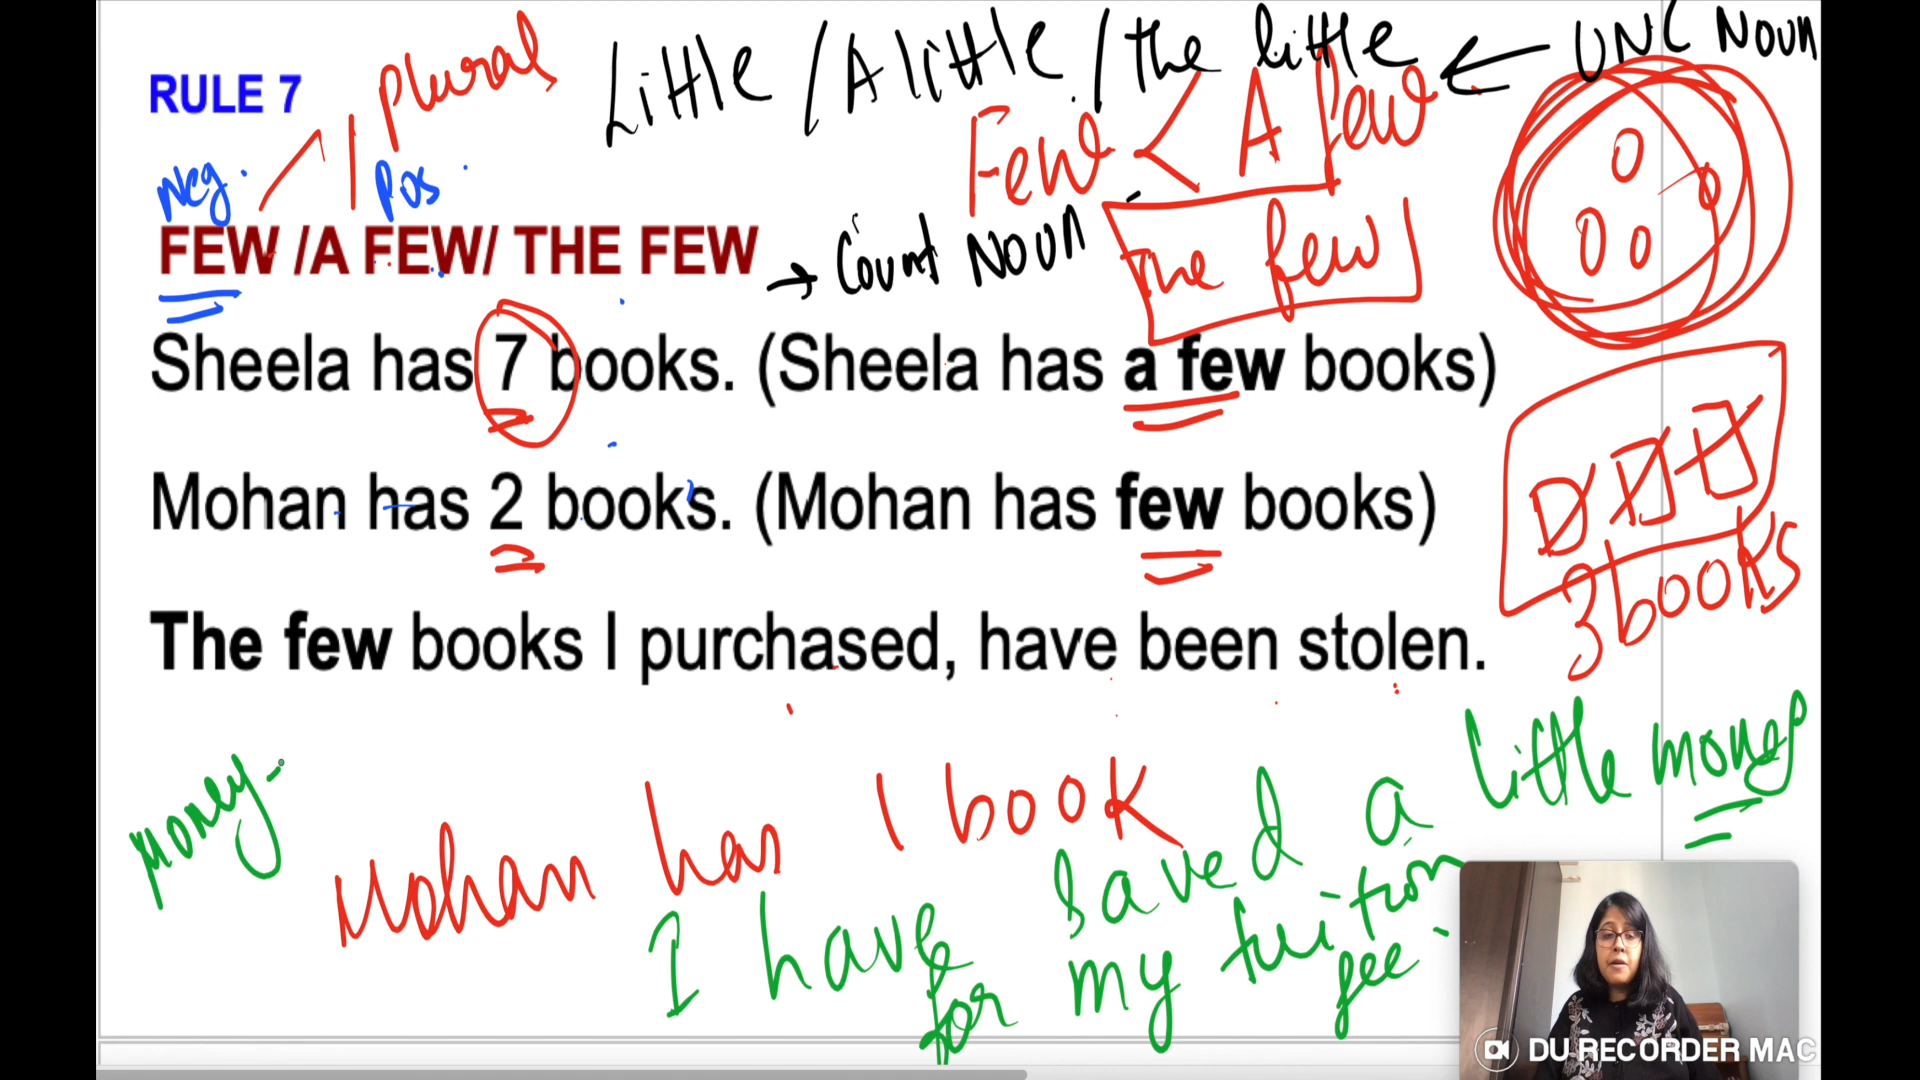 Little / A little / the little ← UNC Noun
RULE 7
plural
Few < A few
Neg.
Pos
the few
FEW /A FEW/ THE FEW → Count Noun
Sheela has 7 books. (Sheela has a few books)
Mohan has 2 books. (Mohan has few books)
3 books
The few books I purchased, have been stolen.
Money -
Mohan has 1 book
I have saved a little money
for my tuition fee.
DU RECORDER MAC